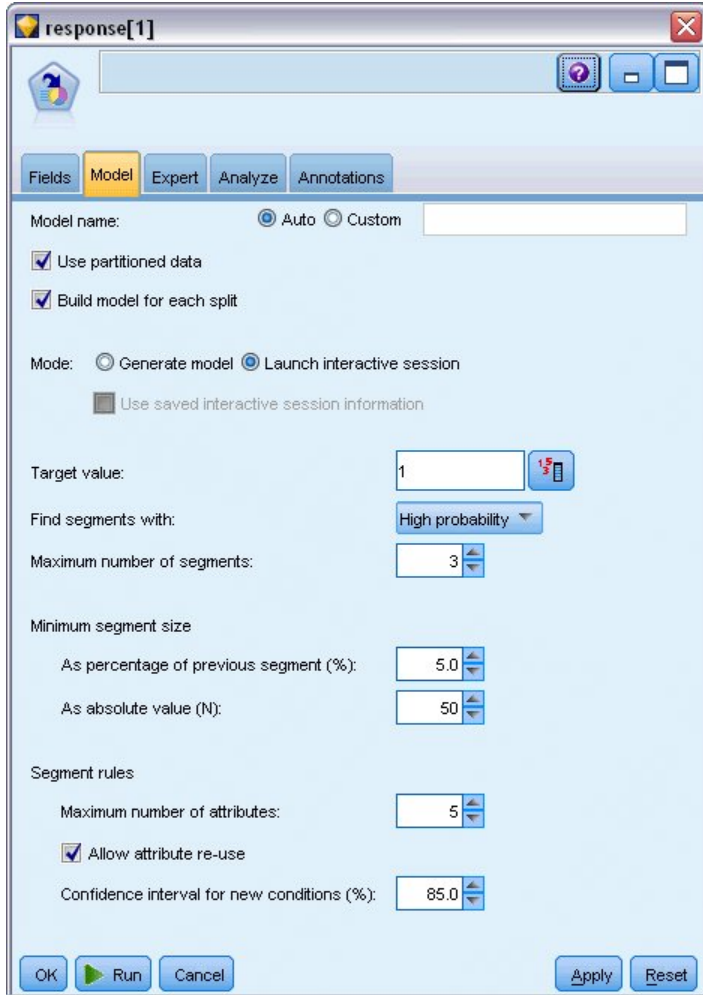 response[1]
Fields Model Expert Analyze Annotations
Model name: Auto Custom
Use partitioned data
Build model for each split
Mode: Generate model Launch interactive session
Use saved interactive session information
Target value: 1
Find segments with: High probability
Maximum number of segments: 3
Minimum segment size
As percentage of previous segment (%): 5.0
As absolute value (N): 50
Segment rules
Maximum number of attributes: 5
Allow attribute re-use
Confidence interval for new conditions (%): 85.0
OK Run Cancel Apply Reset